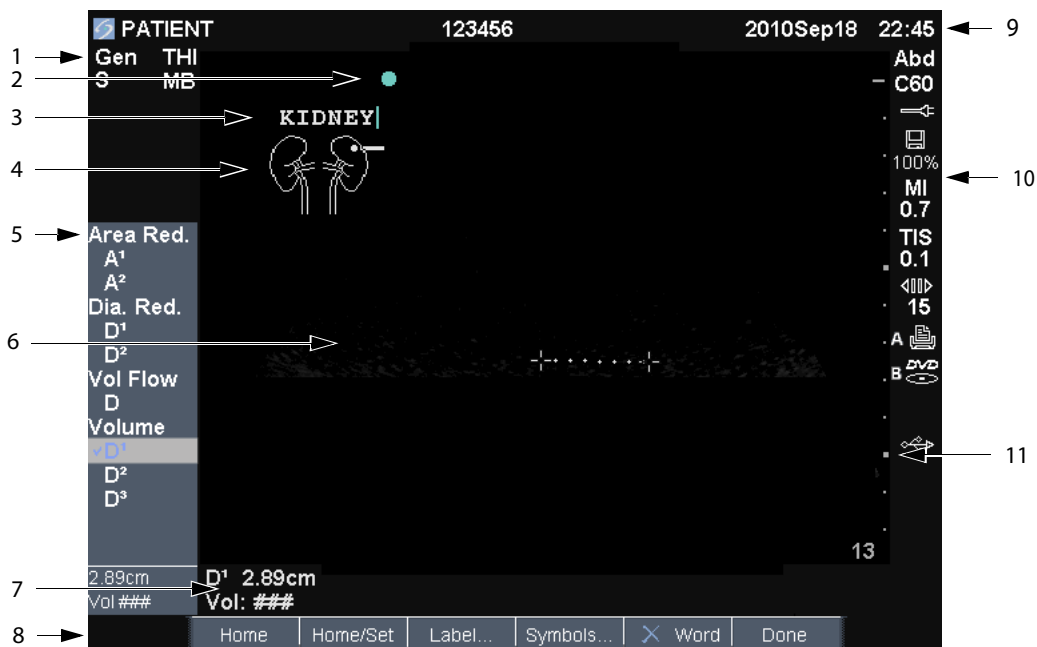 PATIENT 123456 2010Sep18 22:45 9
1 Gen THI Abd
2 S MB C60
3 KIDNEY
4 100% 10
MI
0.7
5 Area Red. TIS
A¹ 0.1
A²
Dia. Red. 15
D¹
6 D² A
Vol Flow B DVD
D
Volume
✓D¹ 11
D²
D³
13
2.89cm D¹ 2.89cm
7 Vol ### Vol: ###
8 Home Home/Set Label... Symbols... X Word Done